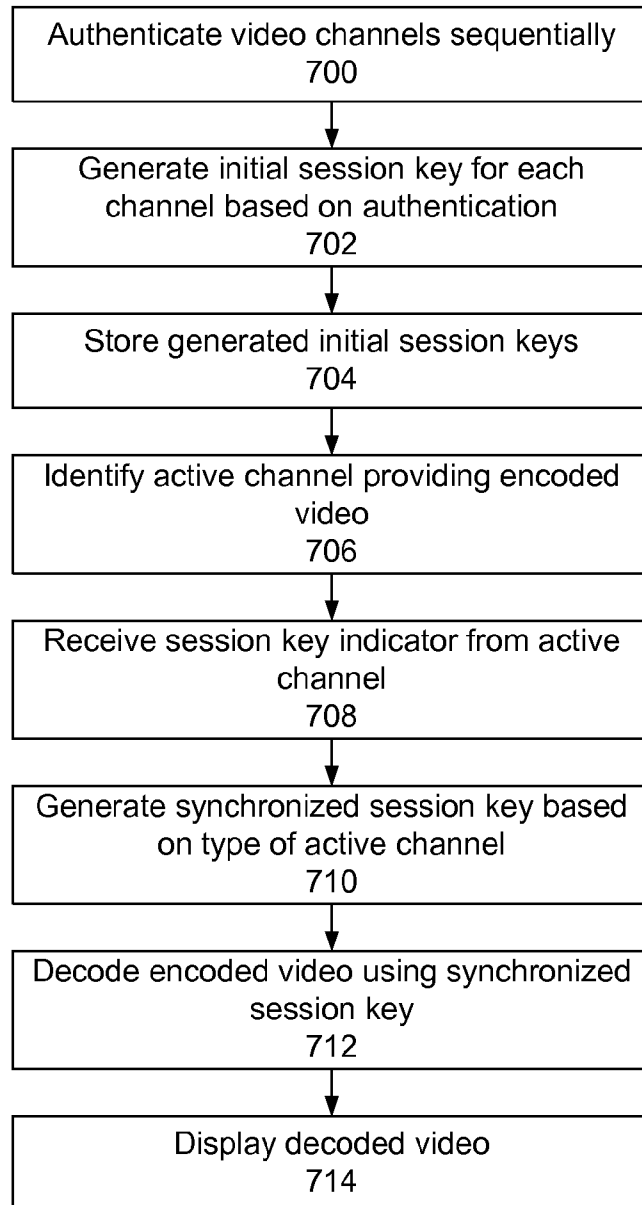 Authenticate video channels sequentially
700
Generate initial session key for each
channel based on authentication
702
Store generated initial session keys
704
Identify active channel providing encoded
video
706
Receive session key indicator from active
channel
708
Generate synchronized session key based
on type of active channel
710
Decode encoded video using synchronized
session key
712
Display decoded video
714